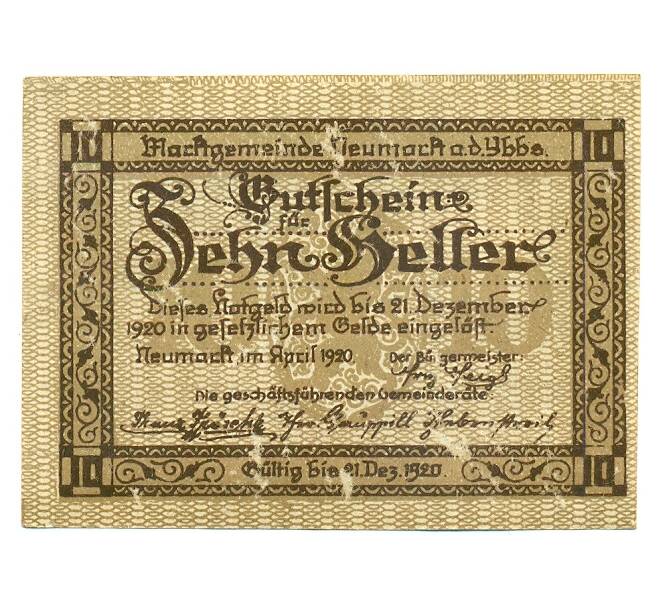 10 Marktgemeinde Neumarkt a.d. Ybbs. 10
Gutschein
für
Zehn Heller
Dieses Notgeld wird bis 21. Dezember
1920 in gesetzlichem Gelde eingelöst.
Neumarkt, im April 1920. Der Bürgermeister:
Die geschäftsführenden Gemeinderäte:
10 Gültig bis 21. Dez. 1920. 10